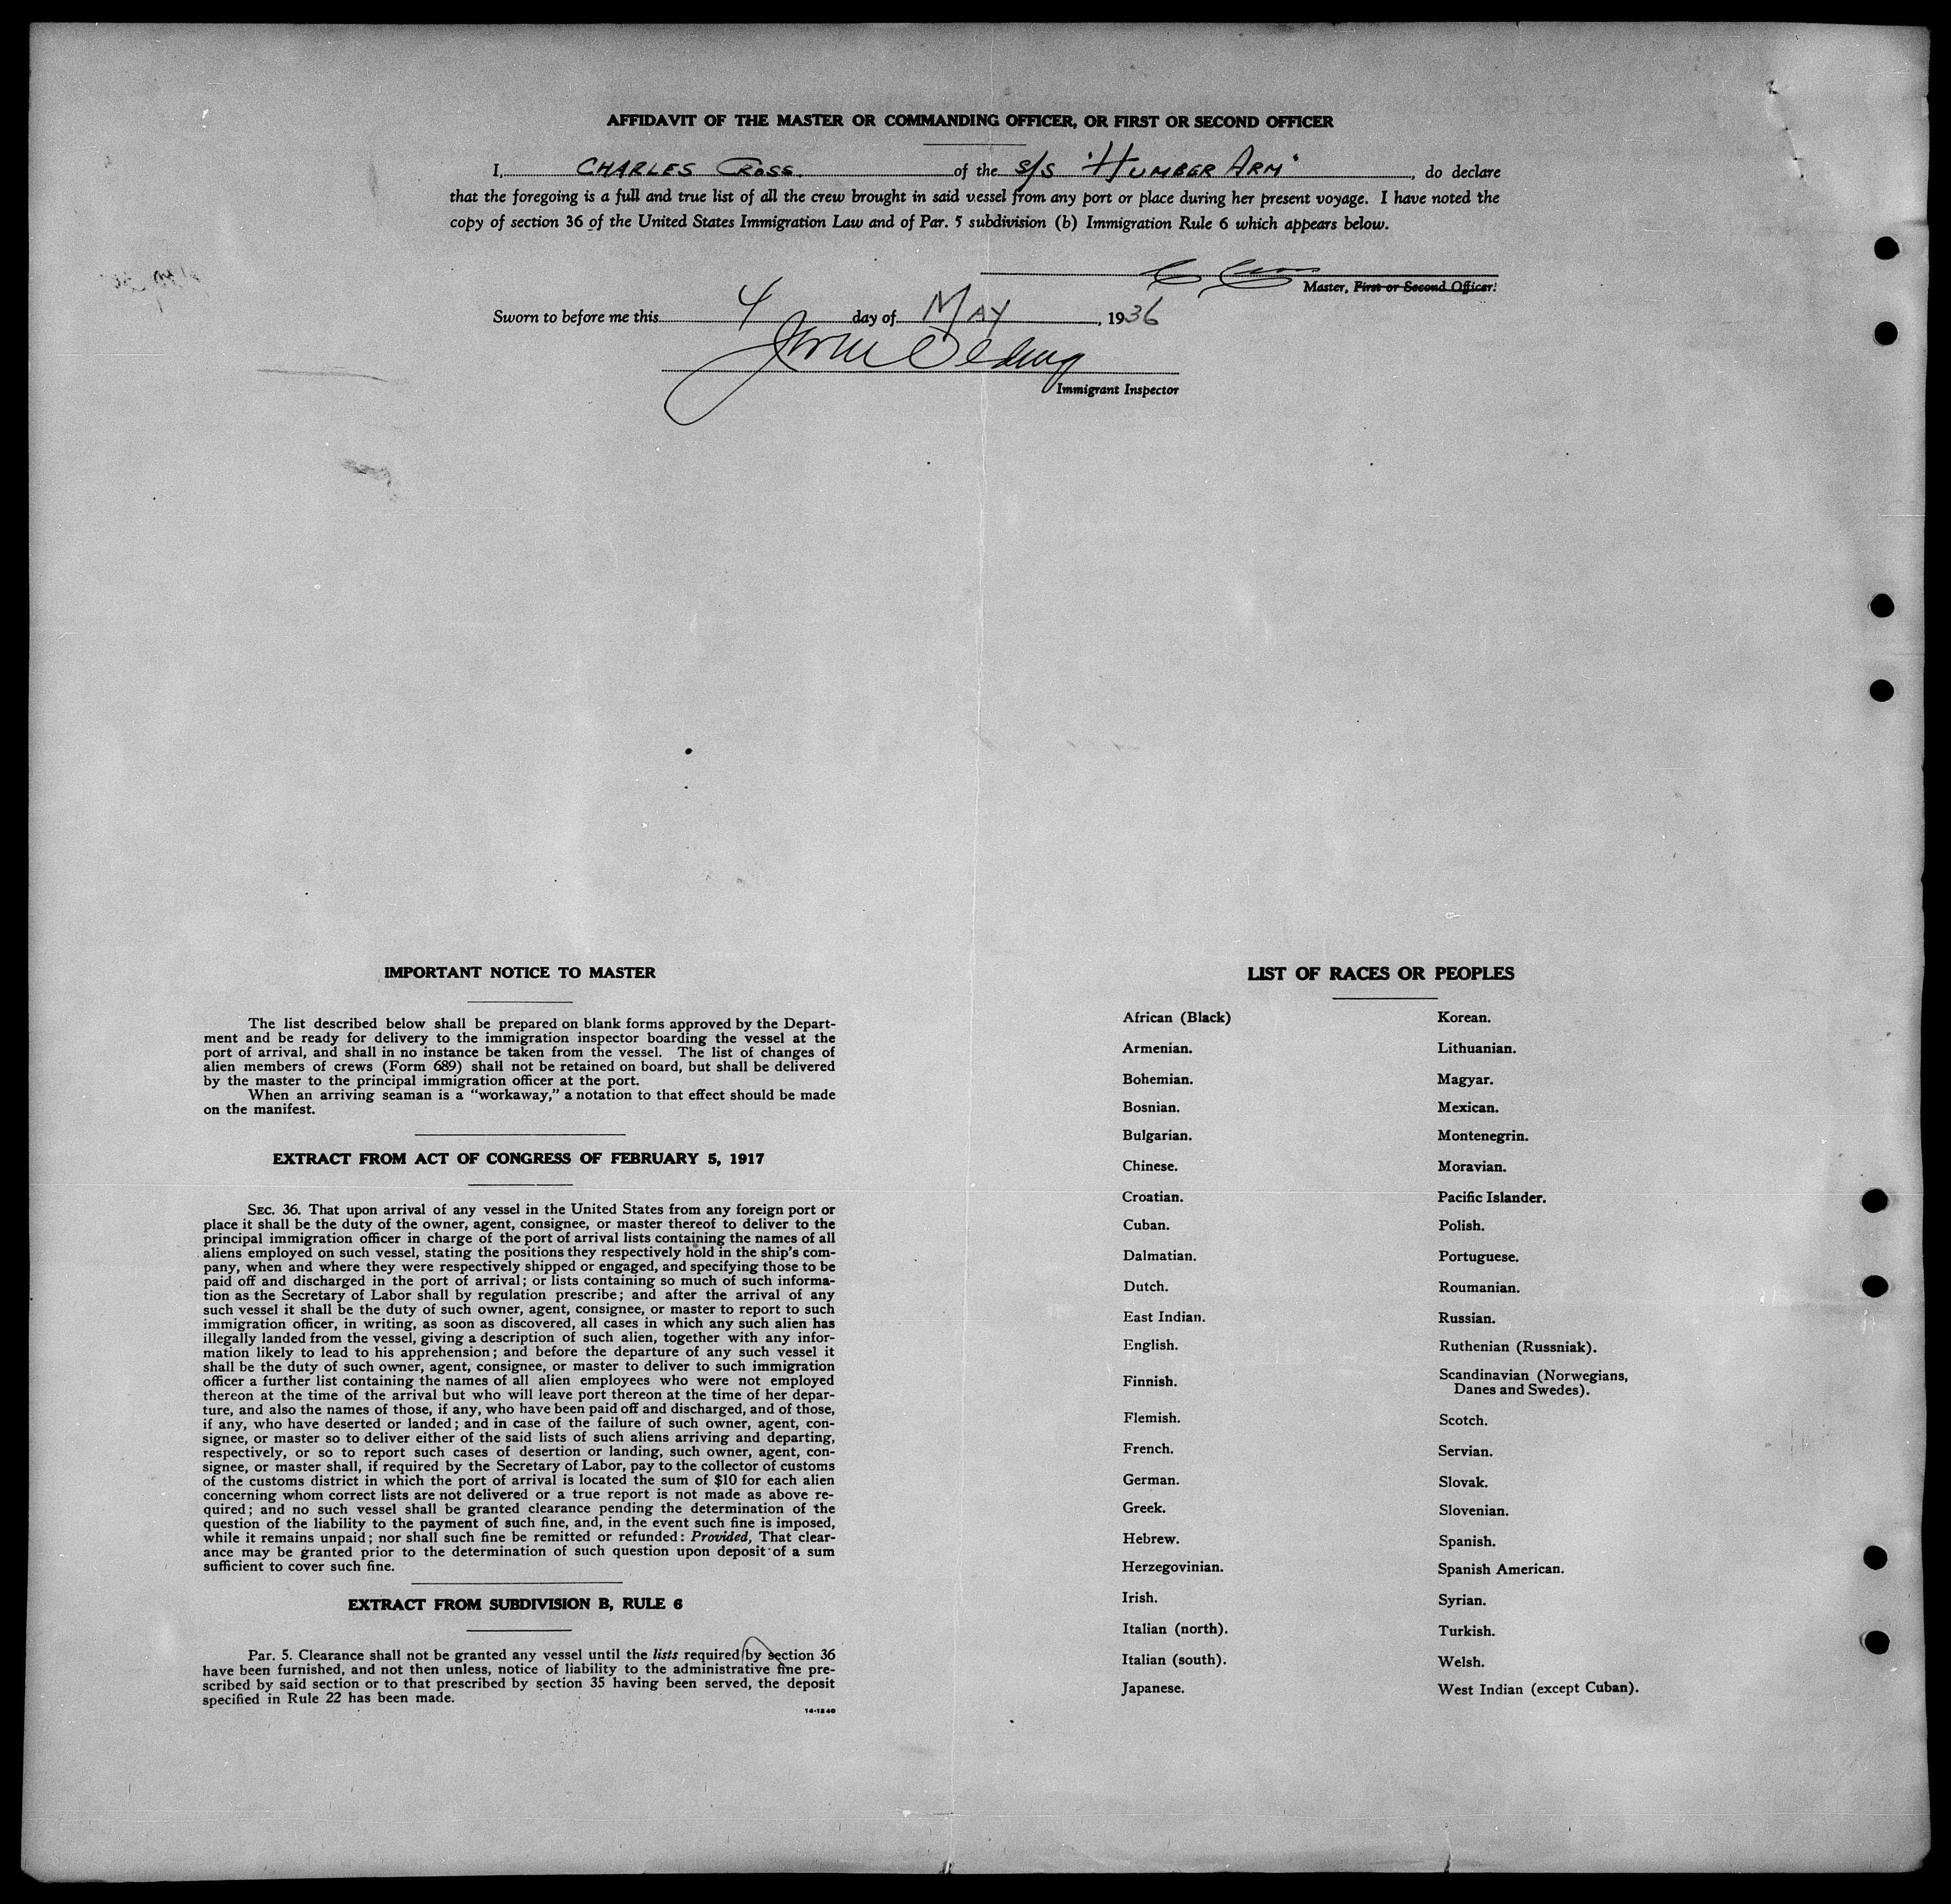 AFFIDAVIT OF THE MASTER OR COMMANDING OFFICER, OR FIRST OR SECOND OFFICER
I, CHARLES CROSS. of the S/S "HUMBER ARM", do declare
that the foregoing is a full and true list of all the crew brought in said vessel from any port or place during her present voyage. I have noted the
copy of section 36 of the United States Immigration Law and of Par. 5 subdivision (b) Immigration Rule 6 which appears below.
C Cross
Master, First or Second Officer.
Sworn to before me this 4 day of MAY, 1936
Immigrant Inspector
IMPORTANT NOTICE TO MASTER
The list described below shall be prepared on blank forms approved by the Depart-
ment and be ready for delivery to the immigration inspector boarding the vessel at the
port of arrival, and shall in no instance be taken from the vessel. The list of changes of
alien members of crews (Form 689) shall not be retained on board, but shall be delivered
by the master to the principal immigration officer at the port.
When an arriving seaman is a "workaway," a notation to that effect should be made
on the manifest.
EXTRACT FROM ACT OF CONGRESS OF FEBRUARY 5, 1917
SEC. 36. That upon arrival of any vessel in the United States from any foreign port or
place it shall be the duty of the owner, agent, consignee, or master thereof to deliver to the
principal immigration officer in charge of the port of arrival lists containing the names of all
aliens employed on such vessel, stating the positions they respectively hold in the ship's com-
pany, when and where they were respectively shipped or engaged, and specifying those to be
paid off and discharged in the port of arrival; or lists containing so much of such informa-
tion as the Secretary of Labor shall by regulation prescribe; and after the arrival of any
such vessel it shall be the duty of such owner, agent, consignee, or master to report to such
immigration officer, in writing, as soon as discovered, all cases in which any such alien has
illegally landed from the vessel, giving a description of such alien, together with any infor-
mation likely to lead to his apprehension; and before the departure of any such vessel it
shall be the duty of such owner, agent, consignee, or master to deliver to such immigration
officer a further list containing the names of all alien employees who were not employed
thereon at the time of the arrival but who will leave port thereon at the time of her depar-
ture, and also the names of those, if any, who have been paid off and discharged, and of those,
if any, who have deserted or landed; and in case of the failure of such owner, agent, con-
signee, or master so to deliver either of the said lists of such aliens arriving and departing,
respectively, or so to report such cases of desertion or landing, such owner, agent, con-
signee, or master shall, if required by the Secretary of Labor, pay to the collector of customs
of the customs district in which the port of arrival is located the sum of $10 for each alien
concerning whom correct lists are not delivered or a true report is not made as above re-
quired; and no such vessel shall be granted clearance pending the determination of the
question of the liability to the payment of such fine, and, in the event such fine is imposed,
while it remains unpaid; nor shall such fine be remitted or refunded: Provided, That clear-
ance may be granted prior to the determination of such question upon deposit of a sum
sufficient to cover such fine.
EXTRACT FROM SUBDIVISION B, RULE 6
Par. 5. Clearance shall not be granted any vessel until the lists required by section 36
have been furnished, and not then unless, notice of liability to the administrative fine pre-
scribed by said section or to that prescribed by section 35 having been served, the deposit
specified in Rule 22 has been made.
14-1240
LIST OF RACES OR PEOPLES
African (Black)
Armenian.
Bohemian.
Bosnian.
Bulgarian.
Chinese.
Croatian.
Cuban.
Dalmatian.
Dutch.
East Indian.
English.
Finnish.
Flemish.
French.
German.
Greek.
Hebrew.
Herzegovinian.
Irish.
Italian (north).
Italian (south).
Japanese.
Korean.
Lithuanian.
Magyar.
Mexican.
Montenegrin.
Moravian.
Pacific Islander.
Polish.
Portuguese.
Roumanian.
Russian.
Ruthenian (Russniak).
Scandinavian (Norwegians,
Danes and Swedes).
Scotch.
Servian.
Slovak.
Slovenian.
Spanish.
Spanish American.
Syrian.
Turkish.
Welsh.
West Indian (except Cuban).